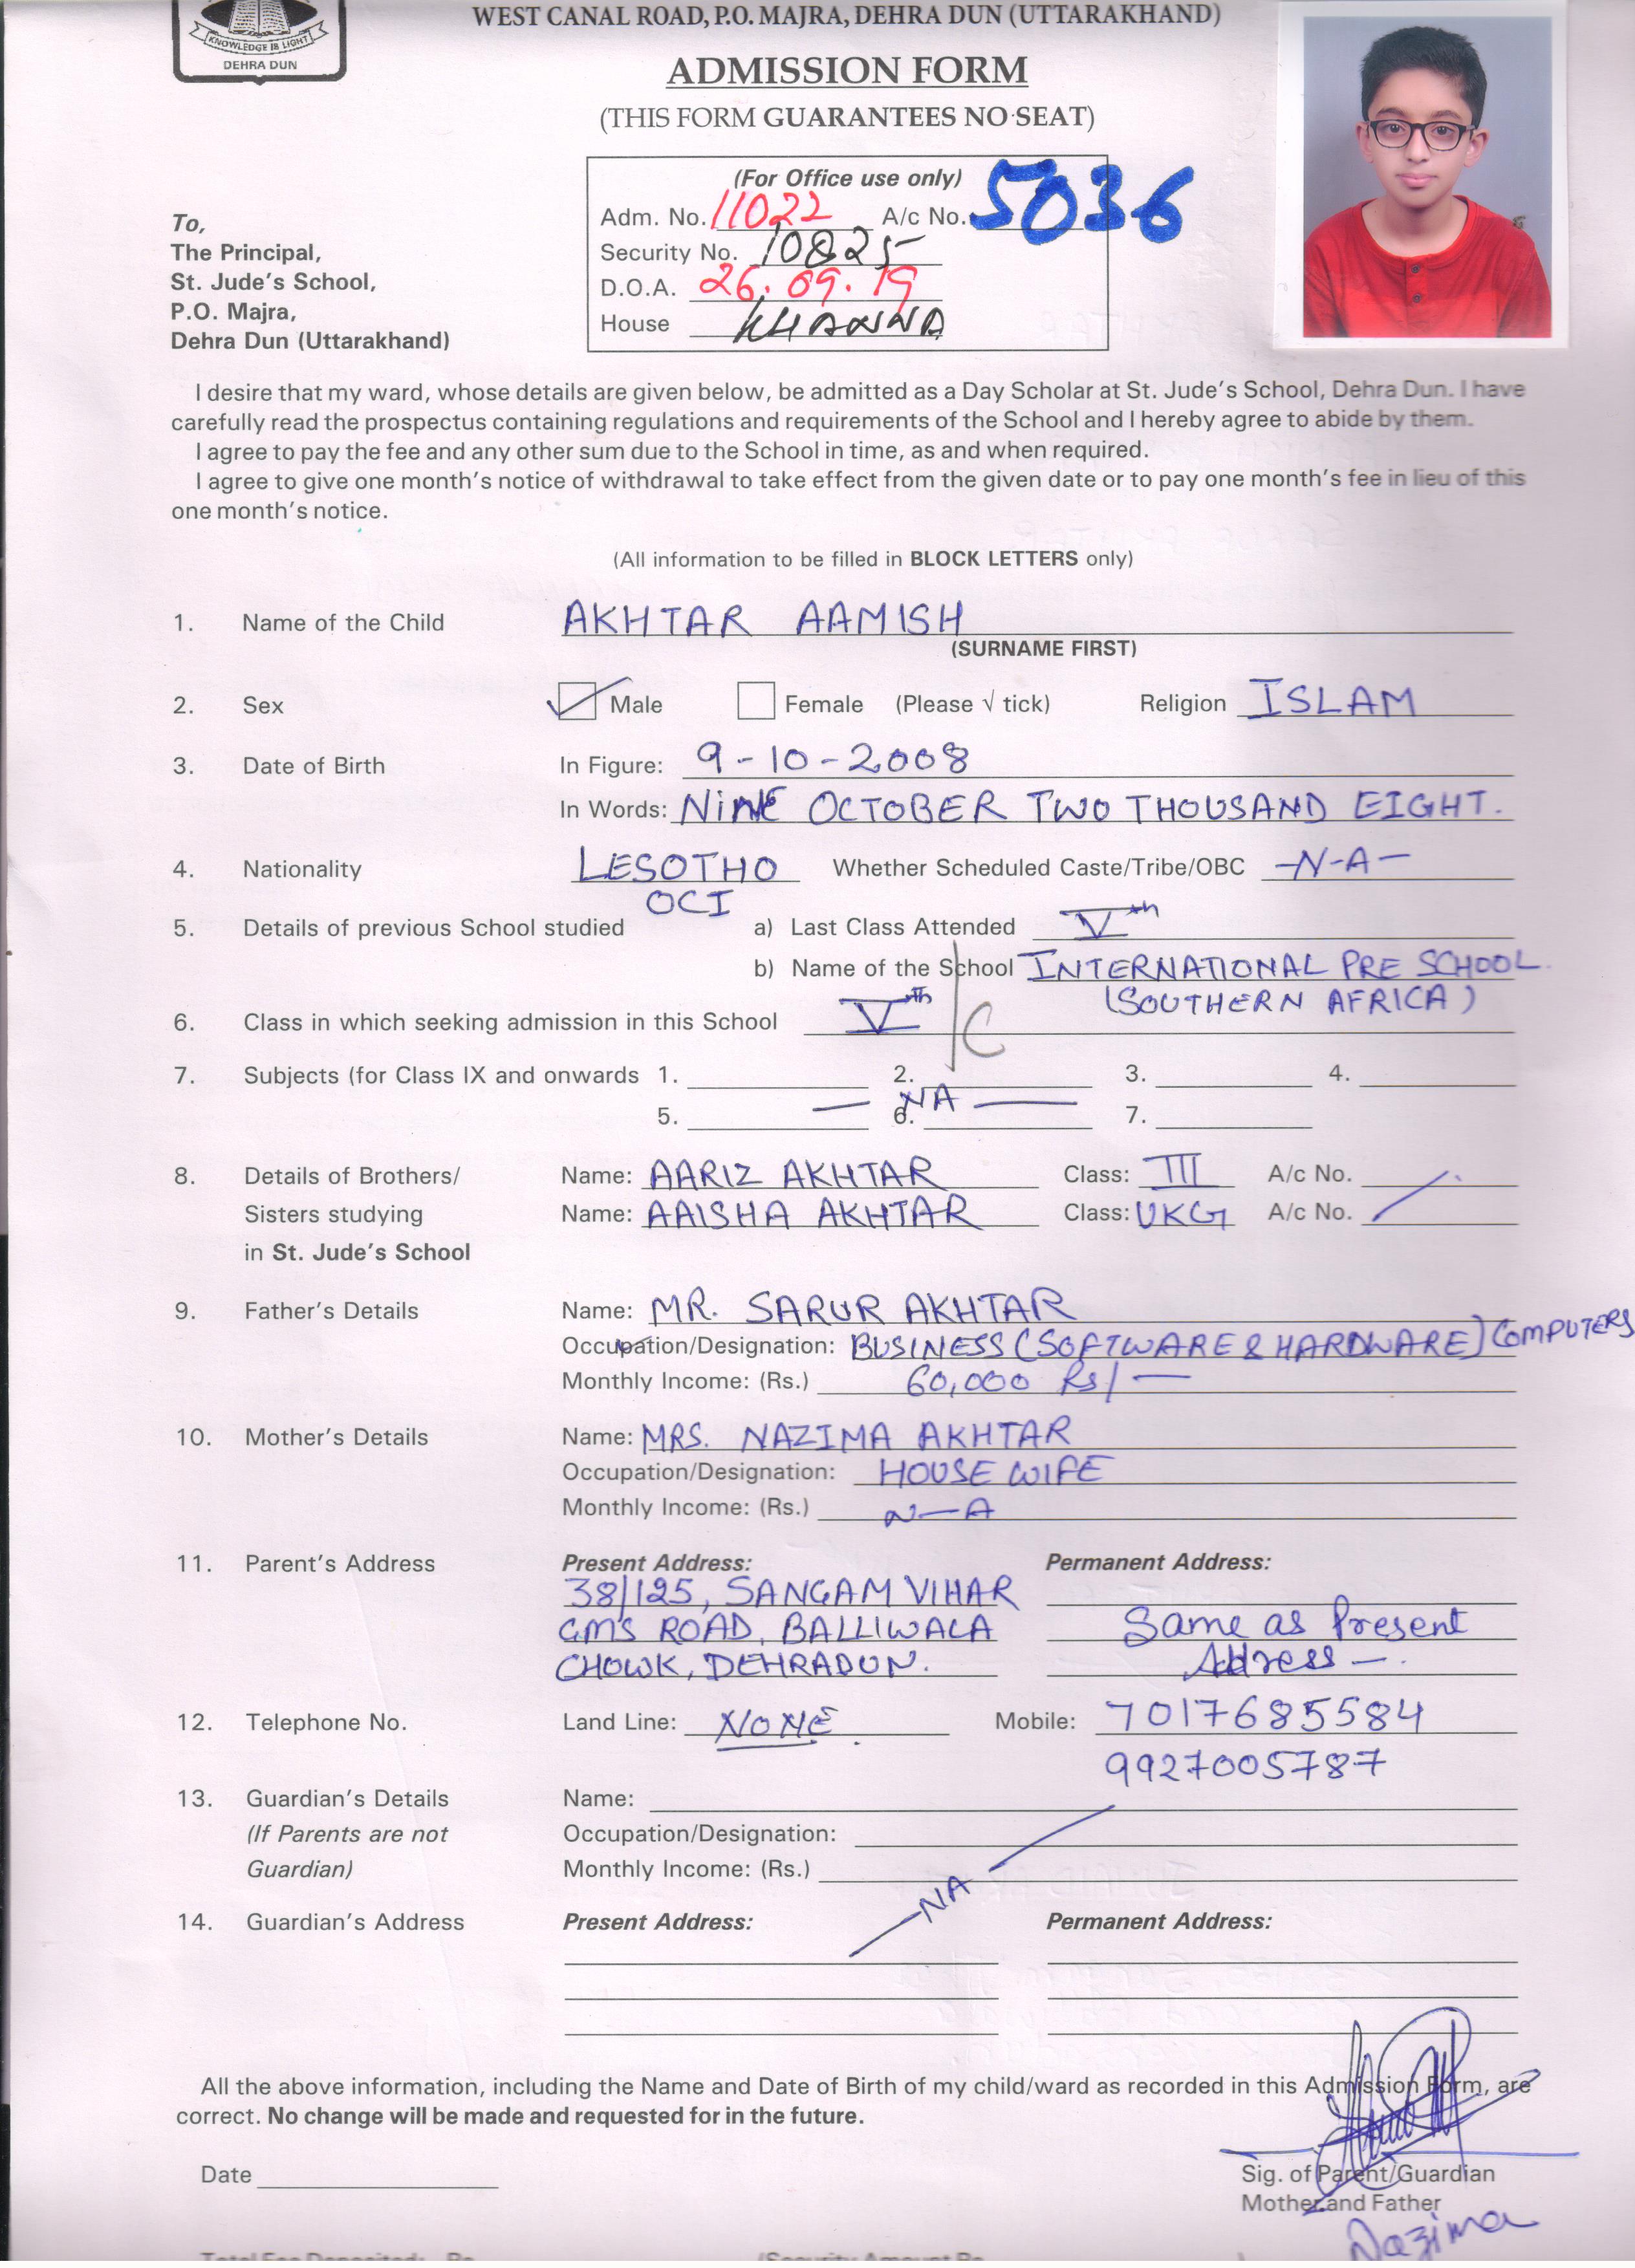 KNOWLEDGE IS LIGHT
DEHRA DUN
WEST CANAL ROAD, P.O. MAJRA, DEHRA DUN (UTTARAKHAND)
ADMISSION FORM
(THIS FORM GUARANTEES NO SEAT)
(For Office use only)
Adm. No. 11022 A/c No. 5036
Security No. 10825
D.O.A. 26.09.19
House KHANNA
To,
The Principal,
St. Jude's School,
P.O. Majra,
Dehra Dun (Uttarakhand)
I desire that my ward, whose details are given below, be admitted as a Day Scholar at St. Jude's School, Dehra Dun. I have
carefully read the prospectus containing regulations and requirements of the School and I hereby agree to abide by them.
I agree to pay the fee and any other sum due to the School in time, as and when required.
I agree to give one month's notice of withdrawal to take effect from the given date or to pay one month's fee in lieu of this
one month's notice.
(All information to be filled in BLOCK LETTERS only)
1. Name of the Child AKHTAR AAMISH
(SURNAME FIRST)
2. Sex Male Female (Please √ tick) Religion ISLAM
3. Date of Birth In Figure: 9-10-2008
In Words: NINE OCTOBER TWO THOUSAND EIGHT.
4. Nationality LESOTHO Whether Scheduled Caste/Tribe/OBC -N-A-
OCI
5. Details of previous School studied a) Last Class Attended Vth
b) Name of the School INTERNATIONAL PRE SCHOOL.
(SOUTHERN AFRICA)
6. Class in which seeking admission in this School Vth C
7. Subjects (for Class IX and onwards 1. 2. 3. 4.
— NA —
5. 6. 7.
8. Details of Brothers/ Name: AARIZ AKHTAR Class: III A/c No.
Sisters studying Name: AAISHA AKHTAR Class: UKG A/c No.
in St. Jude's School
9. Father's Details Name: MR. SARUR AKHTAR
Occupation/Designation: BUSINESS (SOFTWARE & HARDWARE) COMPUTERS
Monthly Income: (Rs.) 60,000 Rs/—
10. Mother's Details Name: MRS. NAZIMA AKHTAR
Occupation/Designation: HOUSE WIFE
Monthly Income: (Rs.) N—A
11. Parent's Address Present Address: Permanent Address:
38/125, SANGAM VIHAR
GMS ROAD, BALLIWALA Same as Present
CHOWK, DEHRADUN. Address —.
12. Telephone No. Land Line: NONE. Mobile: 7017685584
9927005787
13. Guardian's Details Name:
(If Parents are not Occupation/Designation:
Guardian) Monthly Income: (Rs.)
—NA—
14. Guardian's Address Present Address: Permanent Address:
All the above information, including the Name and Date of Birth of my child/ward as recorded in this Admission Form, are
correct. No change will be made and requested for in the future.
Date
Sig. of Parent/Guardian
Mother and Father
Nazima